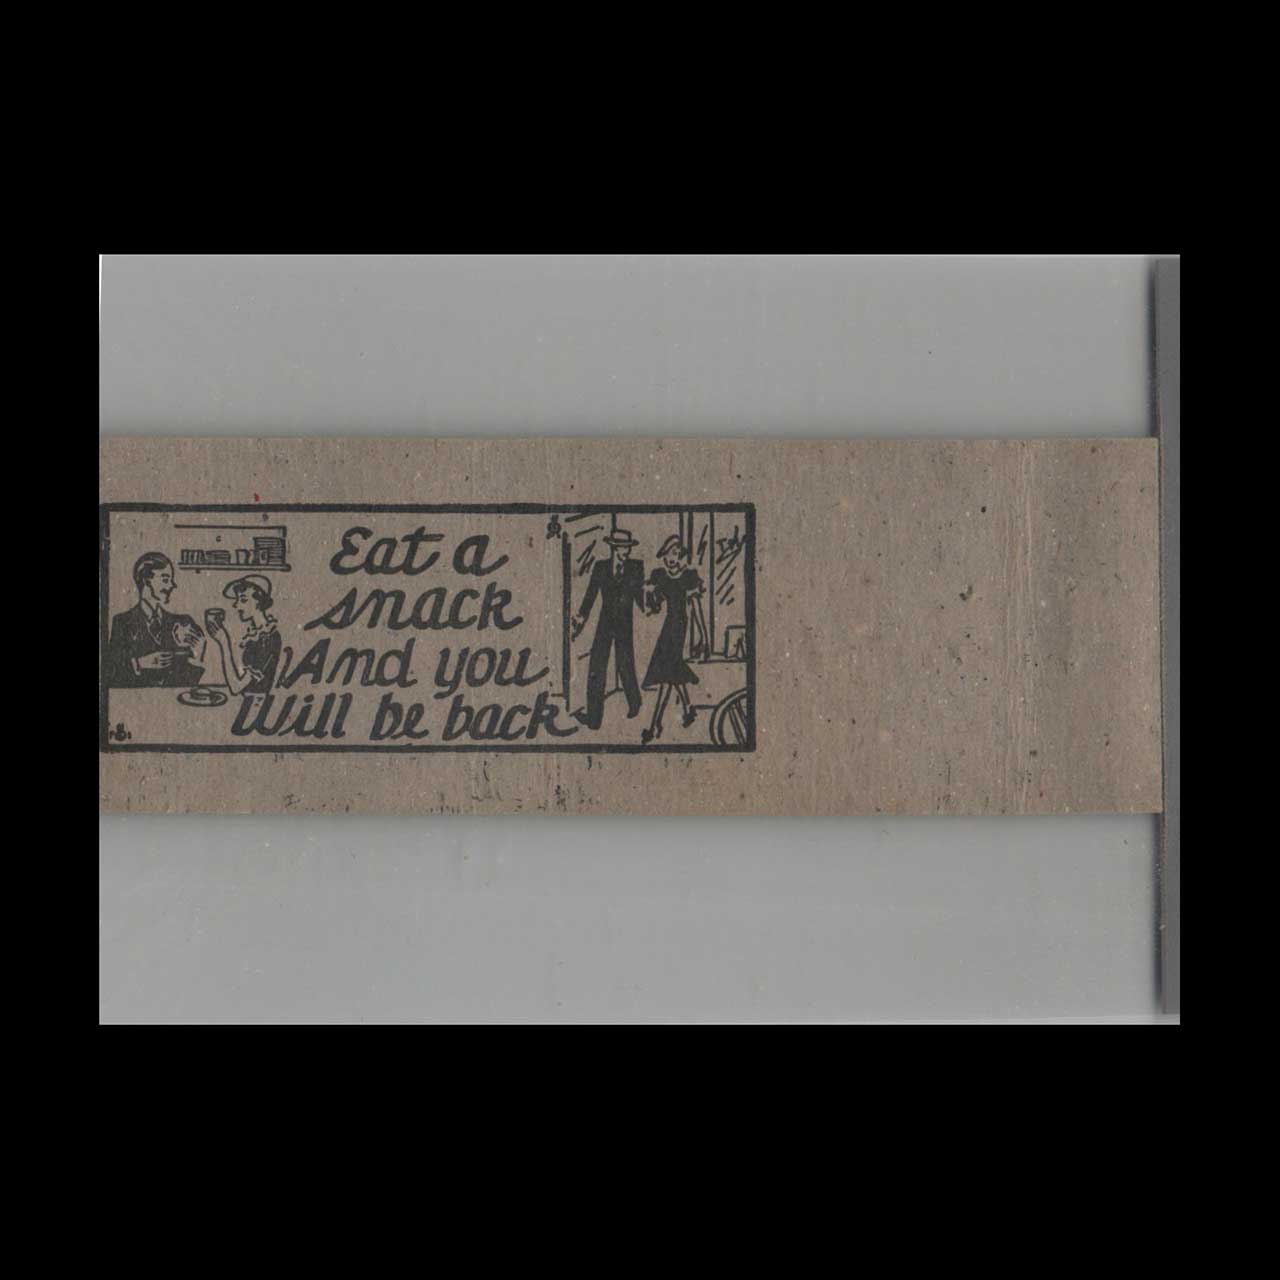 Eat a
snack
And you
Will be back